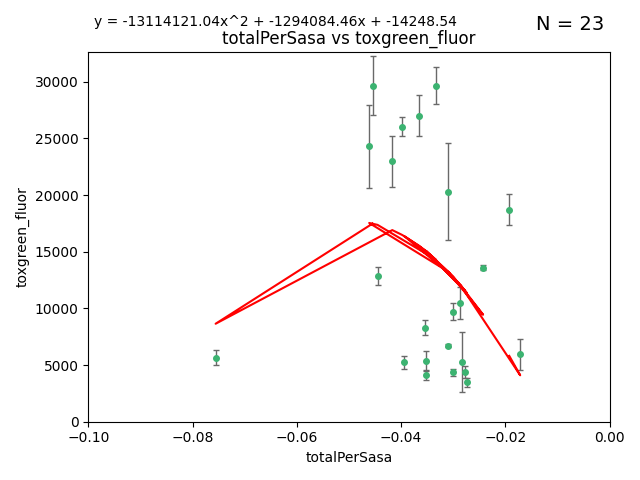 y = -13114121.04x^2 + -1294084.46x + -14248.54
N = 23
totalPerSasa vs toxgreen_fluor
30000
25000
20000
15000
10000
5000
0
toxgreen_fluor
−0.10
−0.08
−0.06
−0.04
−0.02
0.00
totalPerSasa